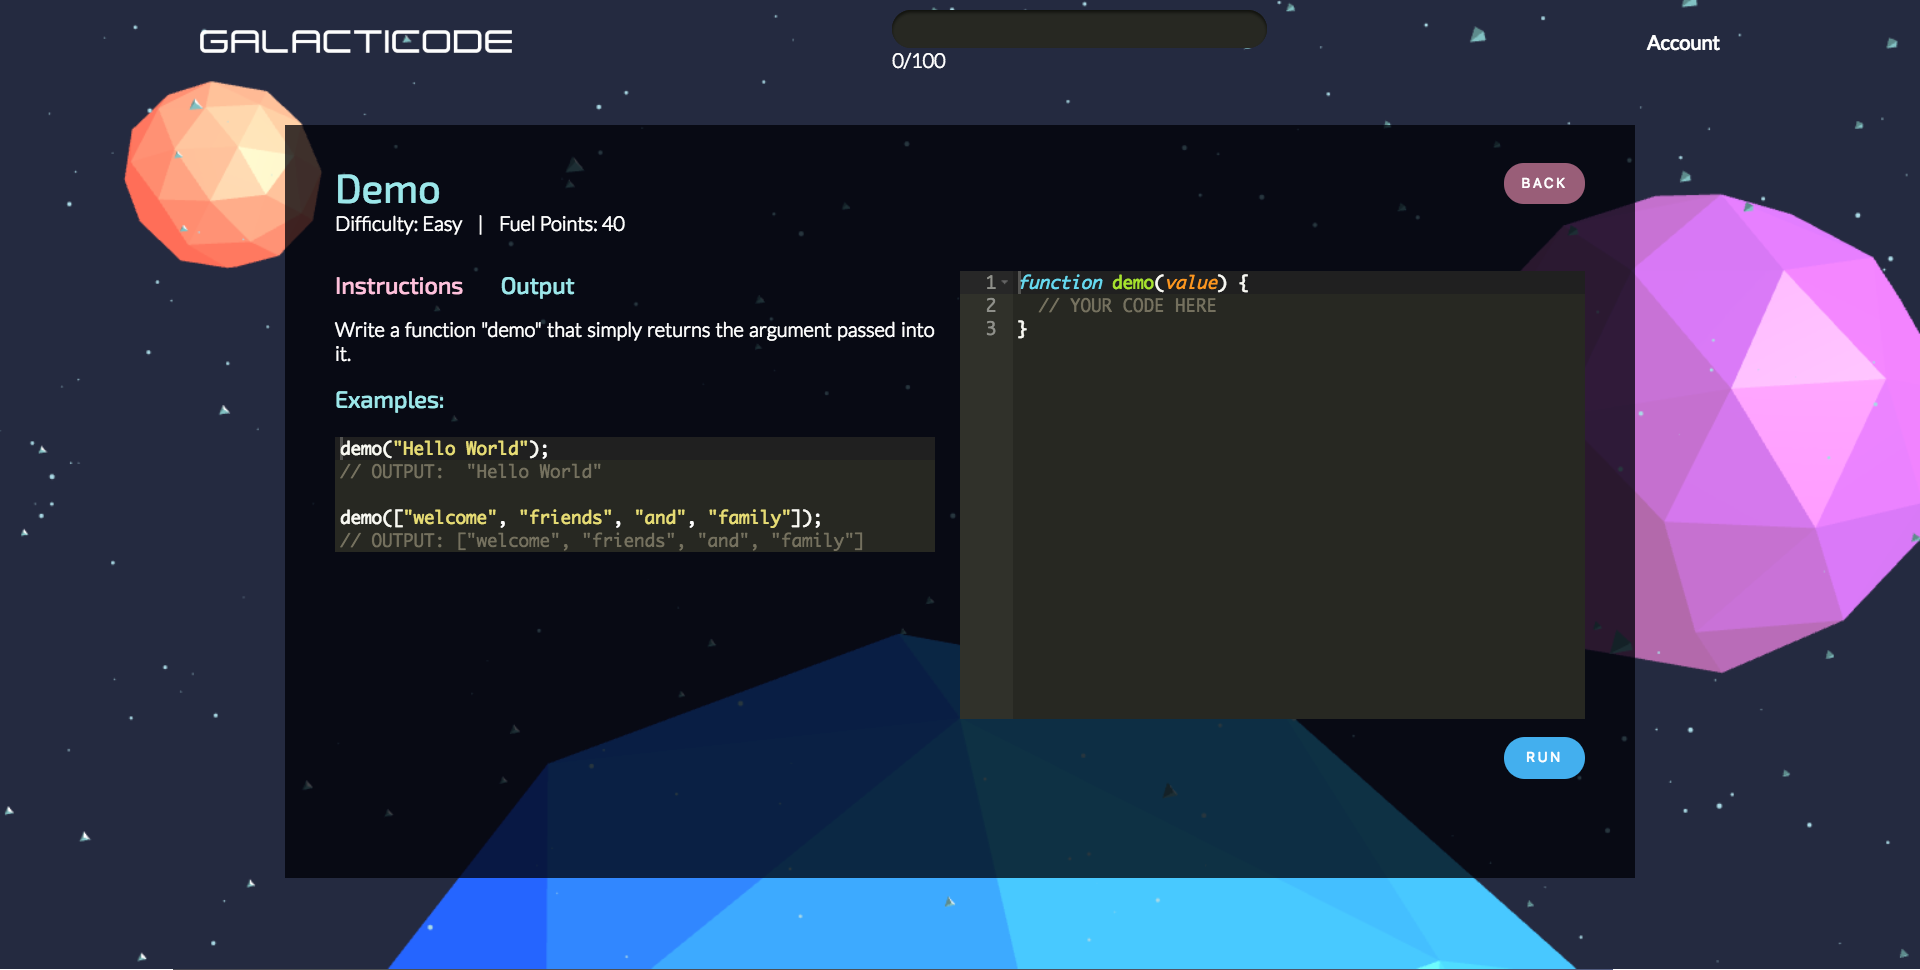 GALACTICODE
0/100
Account
Demo
BACK
Difficulty: Easy | Fuel Points: 40
Instructions Output
Write a function "demo" that simply returns the argument passed into
it.
Examples:
demo("Hello World");
// OUTPUT:  "Hello World"
demo(["welcome", "friends", "and", "family"]);
// OUTPUT: ["welcome", "friends", "and", "family"]
1 function demo(value) {
2   // YOUR CODE HERE
3 }
RUN